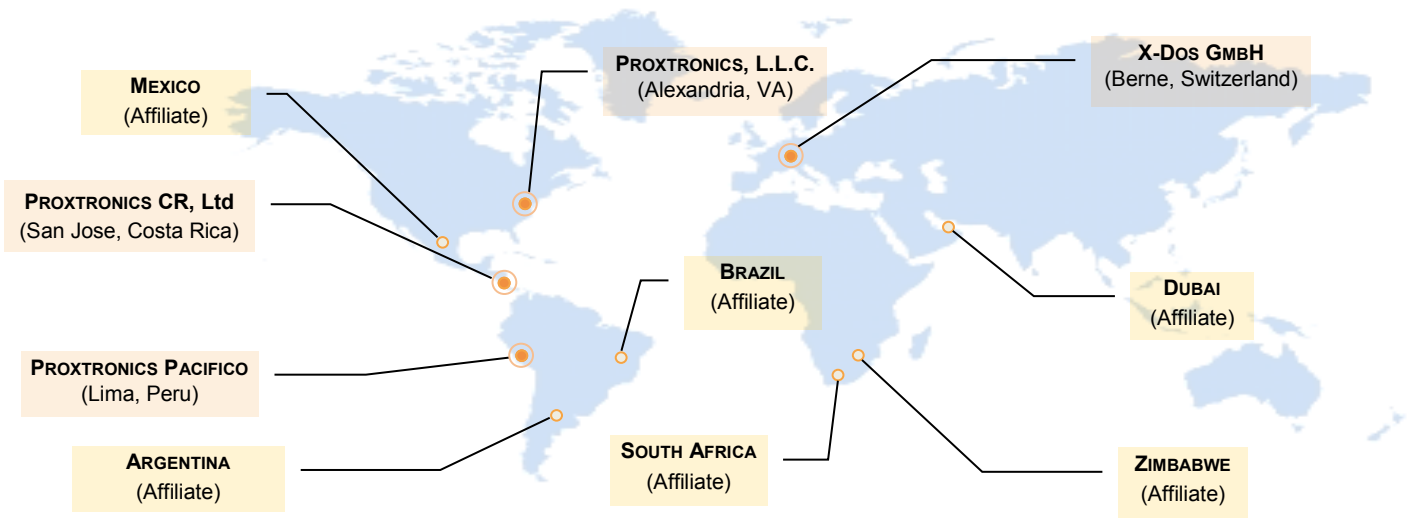 PROXTRONICS, L.L.C.
(Alexandria, VA)
X-DOS GMBH
(Berne, Switzerland)
MEXICO
(Affiliate)
PROXTRONICS CR, Ltd
(San Jose, Costa Rica)
BRAZIL
(Affiliate)
DUBAI
(Affiliate)
PROXTRONICS PACIFICO
(Lima, Peru)
ARGENTINA
(Affiliate)
SOUTH AFRICA
(Affiliate)
ZIMBABWE
(Affiliate)